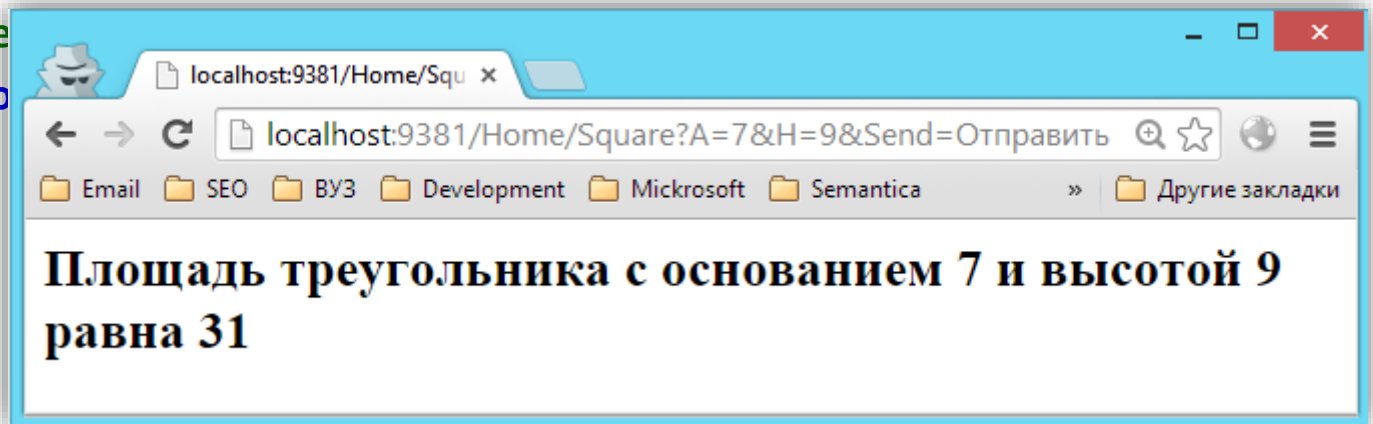 localhost:9381/Home/Squ
localhost:9381/Home/Square?A=7&H=9&Send=Отправить
Email SEO ВУЗ Development Mickrosoft Semantica » Другие закладки
Площадь треугольника с основанием 7 и высотой 9
равна 31